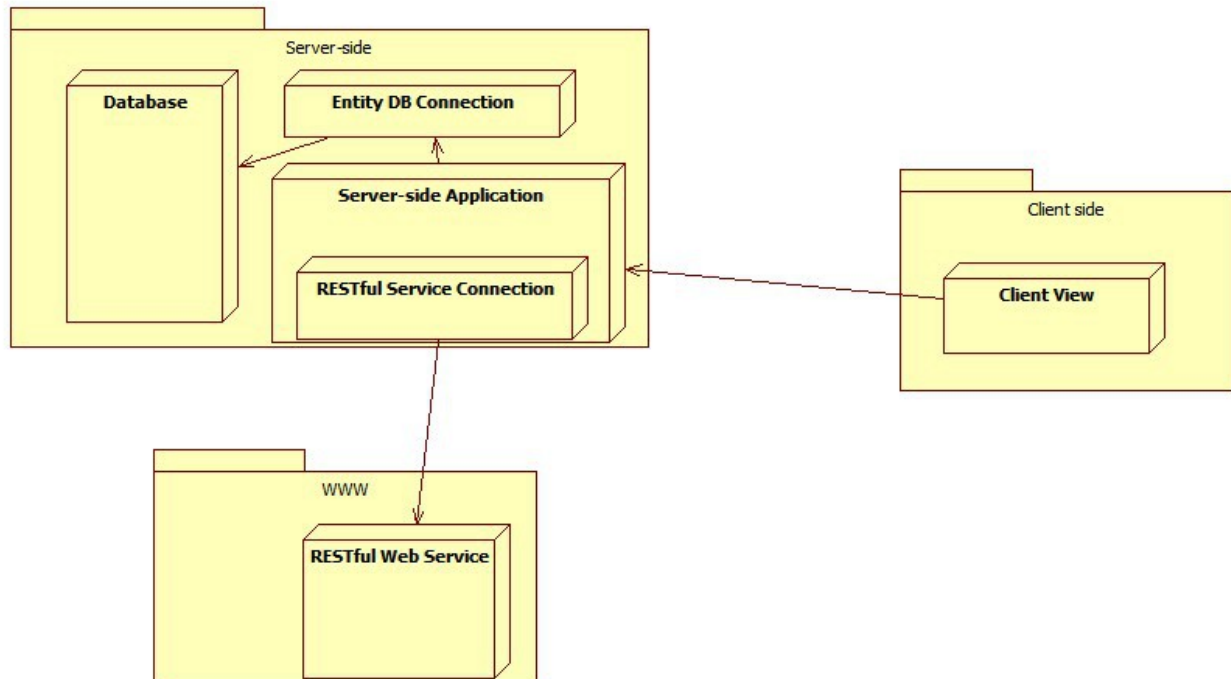 Server-side
Database
Entity DB Connection
Server-side Application
RESTful Service Connection
Client side
Client View
WWW
RESTful Web Service